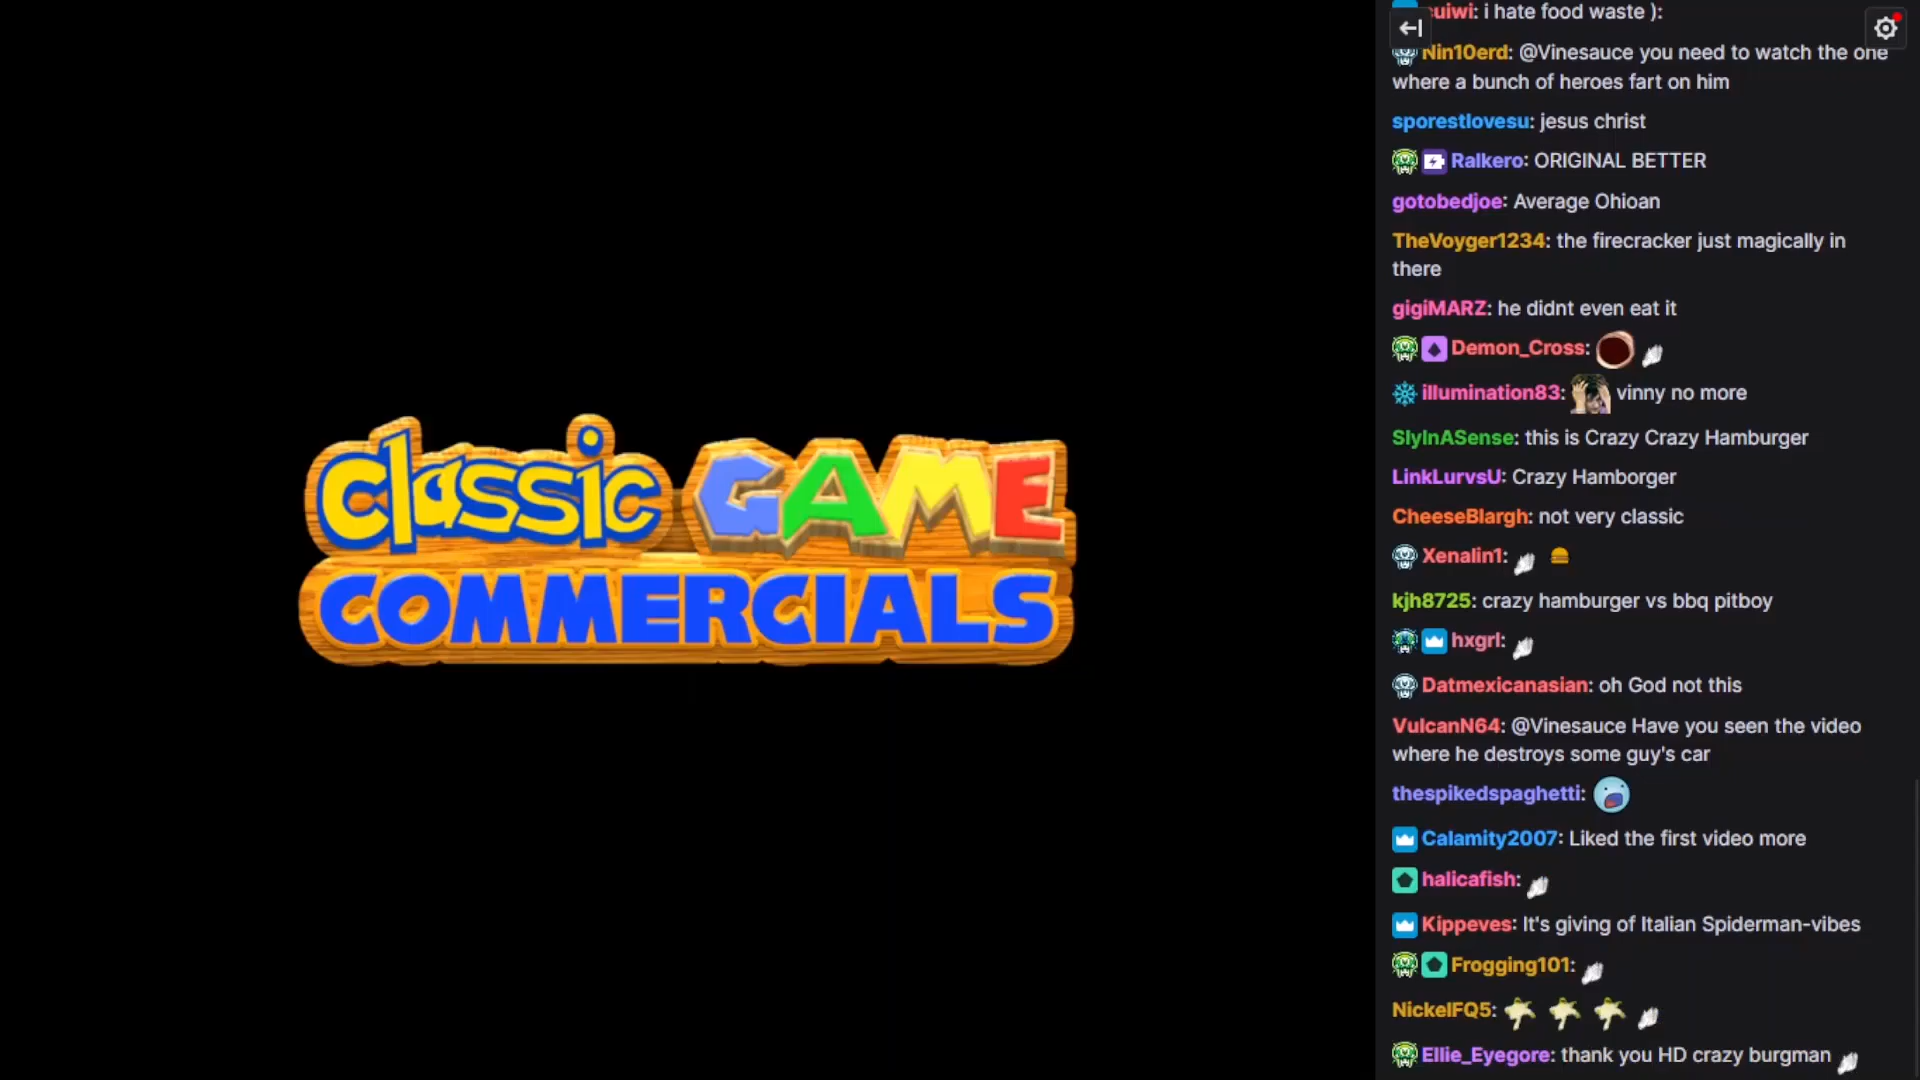 classic GAME
COMMERCIALS
suiwi: i hate food waste ):
Nin10erd: @Vinesauce you need to watch the one
where a bunch of heroes fart on him
sporestlovesu: jesus christ
Ralkero: ORIGINAL BETTER
gotobedjoe: Average Ohioan
TheVoyger1234: the firecracker just magically in
there
gigiMARZ: he didnt even eat it
Demon_Cross:
illumination83: vinny no more
SlyInASense: this is Crazy Crazy Hamburger
LinkLurvsU: Crazy Hamborger
CheeseBlargh: not very classic
Xenalin1:
kjh8725: crazy hamburger vs bbq pitboy
hxgrl:
Datmexicanasian: oh God not this
VulcanN64: @Vinesauce Have you seen the video
where he destroys some guy's car
thespikedspaghetti:
Calamity2007: Liked the first video more
halicafish:
Kippeves: It's giving of Italian Spiderman-vibes
Frogging101:
NickelFQ5:
Ellie_Eyegore: thank you HD crazy burgman